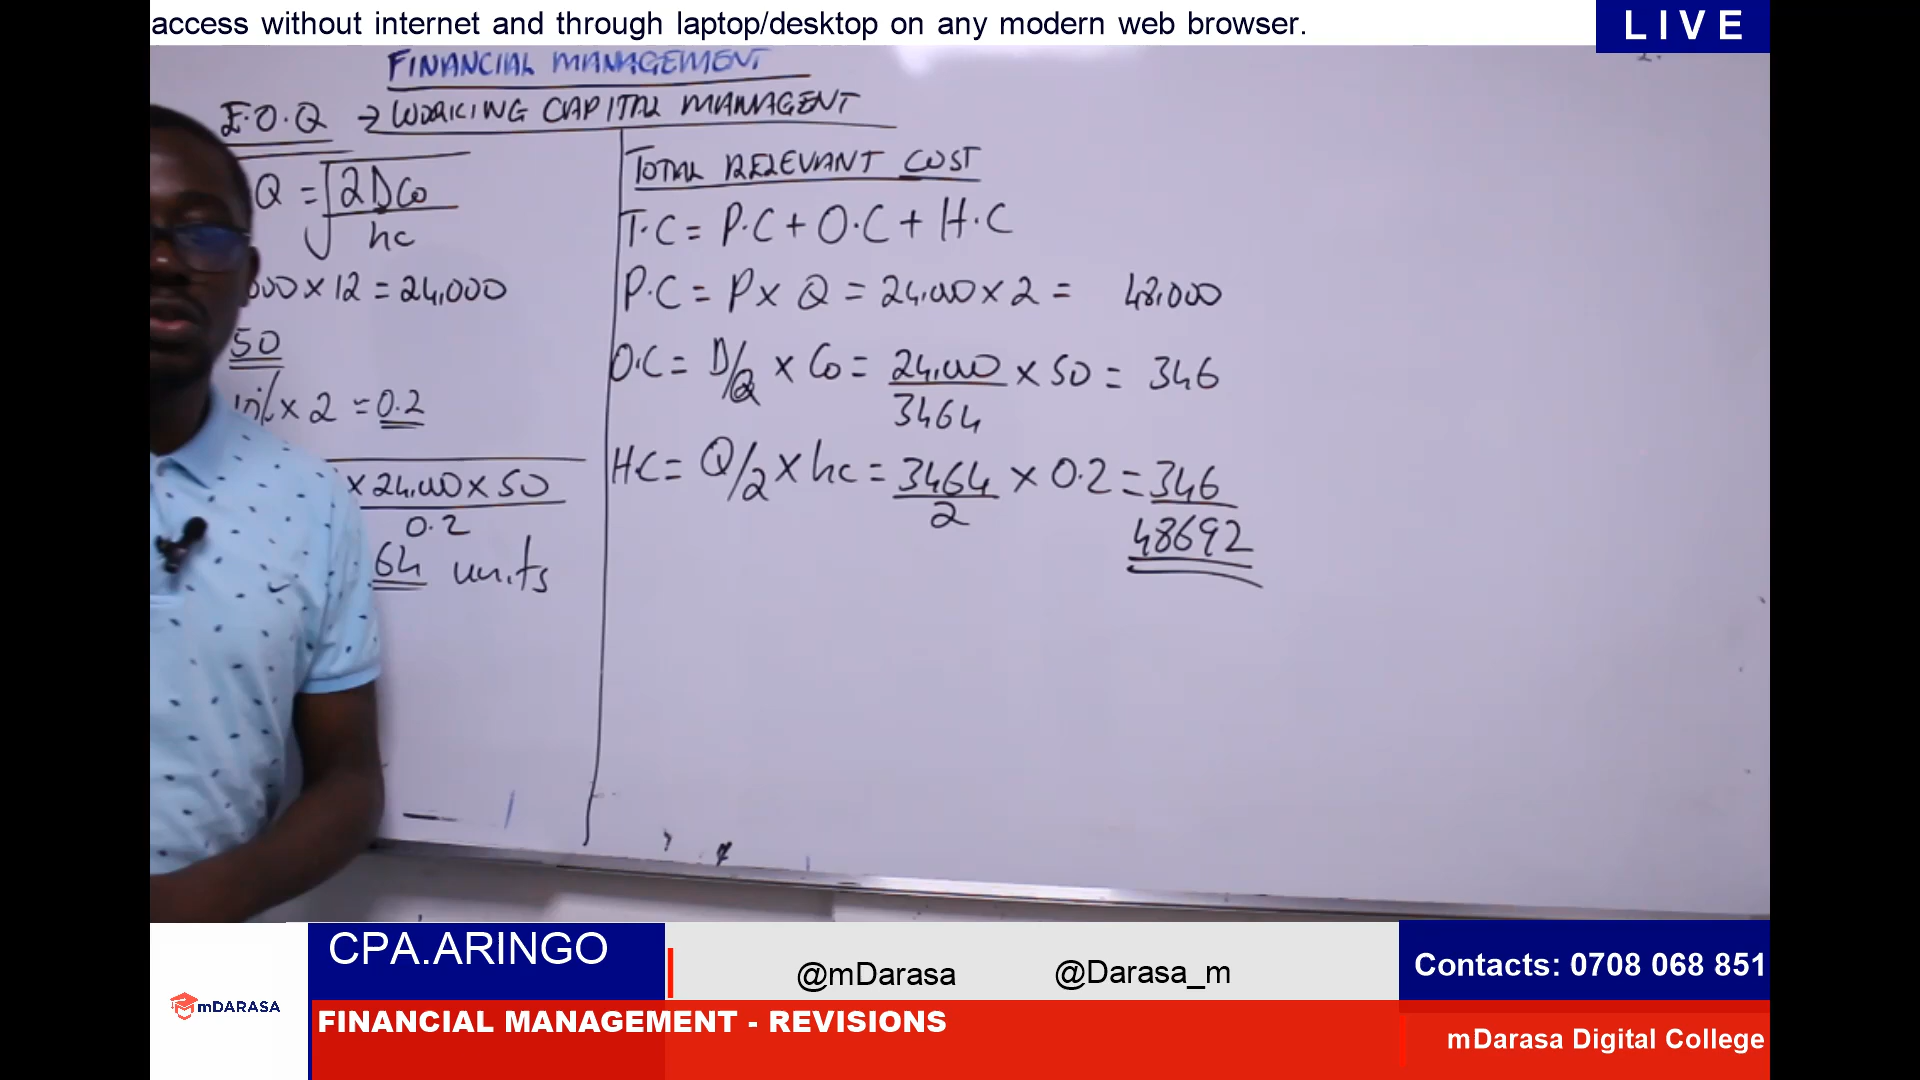 access without internet and through laptop/desktop on any modern web browser.
LIVE
FINANCIAL MANAGEMENT
E.O.Q → WORKING CAPITAL MANAGENT
Q = √2DCo
hc
000 x 12 = 24,000
50
10% x 2 = 0.2
x 24,000 x 50
0.2
64 units
TOTAL RELEVANT COST
T.C = P.C + O.C + H.C
P.C = P x Q = 24,000 x 2 = 48,000
O.C = D/Q x Co = 24,000 x 50 = 346
3464
H.C = Q/2 x hc = 3464 x 0.2 = 346
2
48692
CPA.ARINGO
@mDarasa
@Darasa_m
Contacts: 0708 068 851
mDARASA
FINANCIAL MANAGEMENT - REVISIONS
mDarasa Digital College